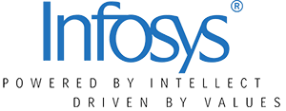 Infosys®
POWERED BY INTELLECT
DRIVEN BY VALUES